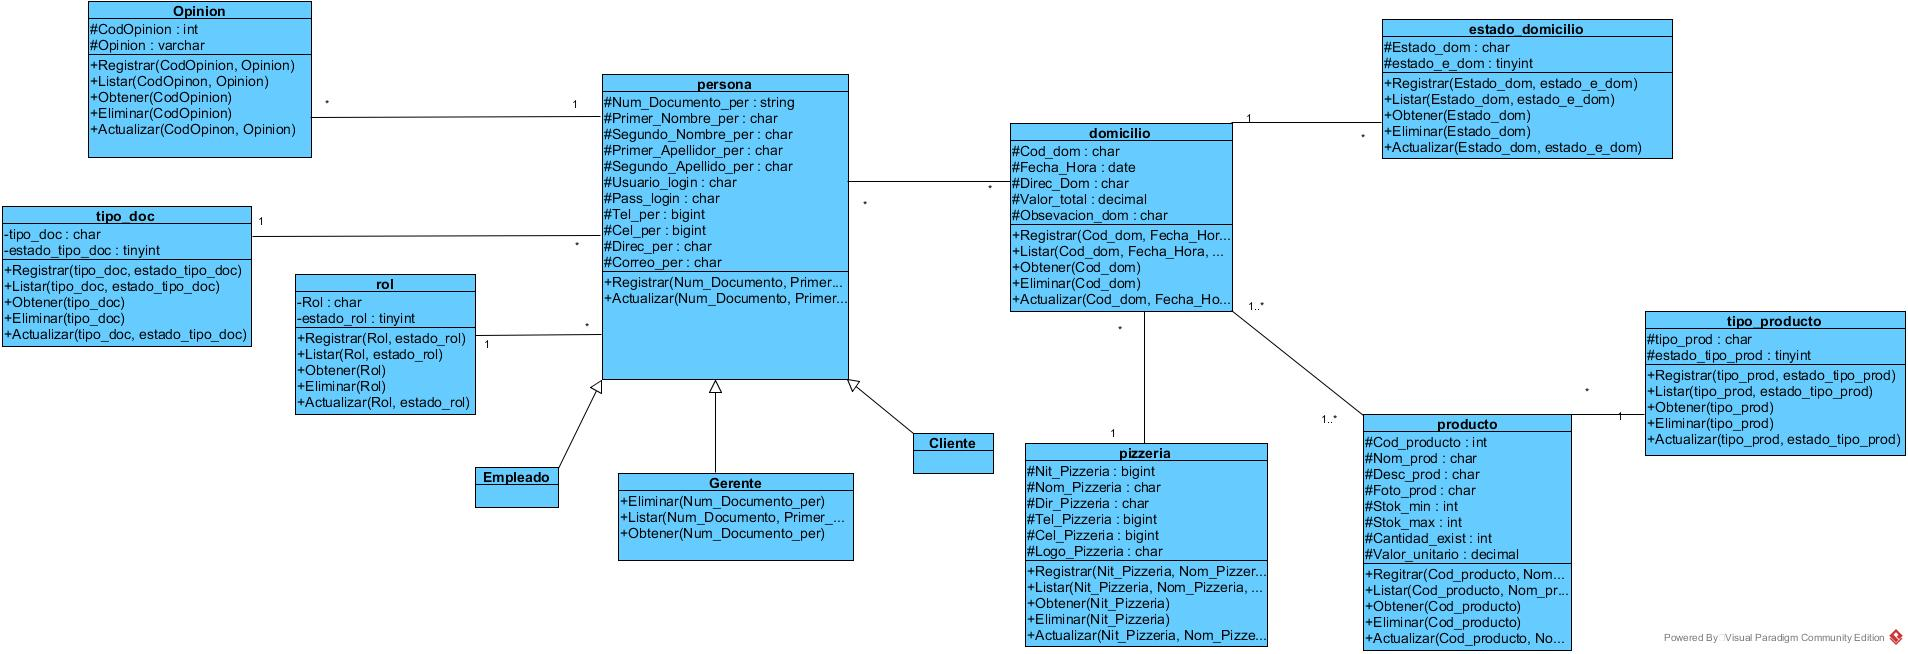 Opinion
#CodOpinion : int
#Opinion : varchar
+Registrar(CodOpinion, Opinion)
+Listar(CodOpinon, Opinion)
+Obtener(CodOpinion)
+Eliminar(CodOpinion)
+Actualizar(CodOpinon, Opinion)
*
1
tipo_doc
-tipo_doc : char
-estado_tipo_doc : tinyint
+Registrar(tipo_doc, estado_tipo_doc)
+Listar(tipo_doc, estado_tipo_doc)
+Obtener(tipo_doc)
+Eliminar(tipo_doc)
+Actualizar(tipo_doc, estado_tipo_doc)
1
*
rol
-Rol : char
-estado_rol : tinyint
+Registrar(Rol, estado_rol)
+Listar(Rol, estado_rol)
+Obtener(Rol)
+Eliminar(Rol)
+Actualizar(Rol, estado_rol)
1
*
persona
#Num_Documento_per : string
#Primer_Nombre_per : char
#Segundo_Nombre_per : char
#Primer_Apellidor_per : char
#Segundo_Apellido_per : char
#Usuario_login : char
#Pass_login : char
#Tel_per : bigint
#Cel_per : bigint
#Direc_per : char
#Correo_per : char
+Registrar(Num_Documento, Primer...
+Actualizar(Num_Documento, Primer...
*
*
Empleado
Gerente
+Eliminar(Num_Documento_per)
+Listar(Num_Documento, Primer_...
+Obtener(Num_Documento_per)
Cliente
domicilio
#Cod_dom : char
#Fecha_Hora : date
#Direc_Dom : char
#Valor_total : decimal
#Obsevacion_dom : char
+Registrar(Cod_dom, Fecha_Hor...
+Listar(Cod_dom, Fecha_Hora, ...
+Obtener(Cod_dom)
+Eliminar(Cod_dom)
+Actualizar(Cod_dom, Fecha_Ho...
1
*
estado_domicilio
#Estado_dom : char
#estado_e_dom : tinyint
+Registrar(Estado_dom, estado_e_dom)
+Listar(Estado_dom, estado_e_dom)
+Obtener(Estado_dom)
+Eliminar(Estado_dom)
+Actualizar(Estado_dom, estado_e_dom)
*
1
pizzeria
#Nit_Pizzeria : bigint
#Nom_Pizzeria : char
#Dir_Pizzeria : char
#Tel_Pizzeria : bigint
#Cel_Pizzeria : bigint
#Logo_Pizzeria : char
+Registrar(Nit_Pizzeria, Nom_Pizzer...
+Listar(Nit_Pizzeria, Nom_Pizzeria, ...
+Obtener(Nit_Pizzeria)
+Eliminar(Nit_Pizzeria)
+Actualizar(Nit_Pizzeria, Nom_Pizze...
1..*
1..*
producto
#Cod_producto : int
#Nom_prod : char
#Desc_prod : char
#Foto_prod : char
#Stok_min : int
#Stok_max : int
#Cantidad_exist : int
#Valor_unitario : decimal
+Regitrar(Cod_producto, Nom...
+Listar(Cod_producto, Nom_pr...
+Obtener(Cod_producto)
+Eliminar(Cod_producto)
+Actualizar(Cod_producto, No...
*
1
tipo_producto
#tipo_prod : char
#estado_tipo_prod : tinyint
+Registrar(tipo_prod, estado_tipo_prod)
+Listar(tipo_prod, estado_tipo_prod)
+Obtener(tipo_prod)
+Eliminar(tipo_prod)
+Actualizar(tipo_prod, estado_tipo_prod)
Powered By Visual Paradigm Community Edition